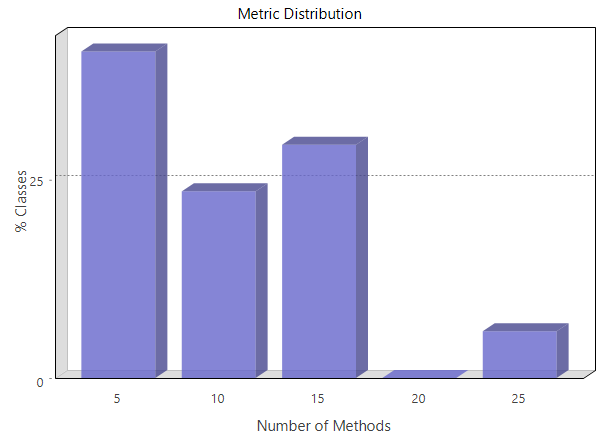 Metric Distribution
% Classes
25
0
5 10 15 20 25
Number of Methods